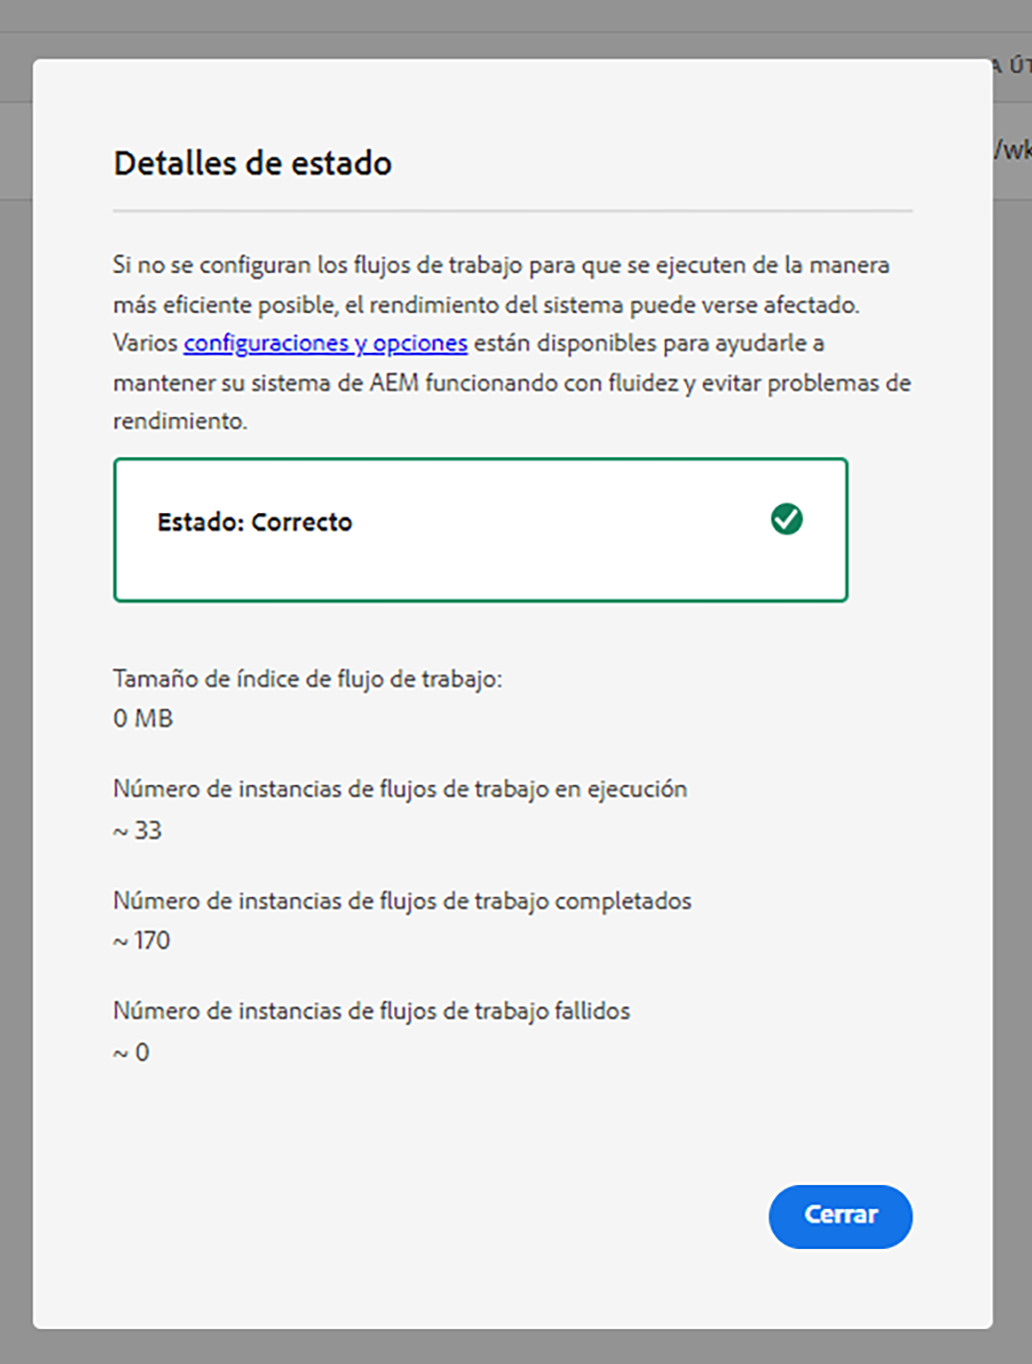 A ÚT
/wk
Detalles de estado
Si no se configuran los flujos de trabajo para que se ejecuten de la manera
más eficiente posible, el rendimiento del sistema puede verse afectado.
Varios configuraciones y opciones están disponibles para ayudarle a
mantener su sistema de AEM funcionando con fluidez y evitar problemas de
rendimiento.
Estado: Correcto
Tamaño de índice de flujo de trabajo:
0 MB
Número de instancias de flujos de trabajo en ejecución
~ 33
Número de instancias de flujos de trabajo completados
~ 170
Número de instancias de flujos de trabajo fallidos
~ 0
Cerrar